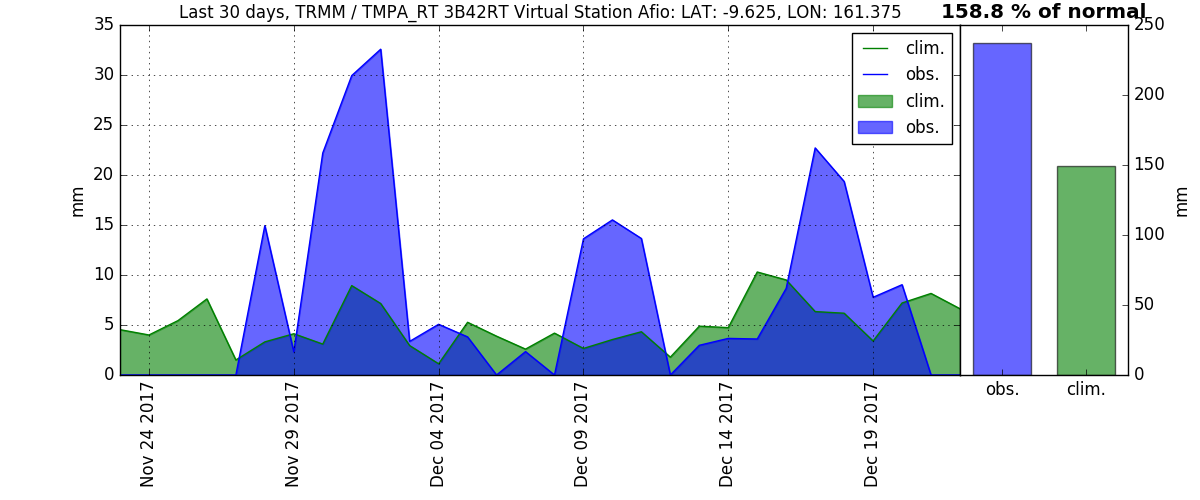 Last 30 days, TRMM / TMPA_RT 3B42RT Virtual Station Afio: LAT: -9.625, LON: 161.375
158.8 % of normal
35
30
25
20
15
10
5
0
mm
clim.
obs.
clim.
obs.
Nov 24 2017
Nov 29 2017
Dec 04 2017
Dec 09 2017
Dec 14 2017
Dec 19 2017
250
200
150
100
50
0
mm
obs.
clim.